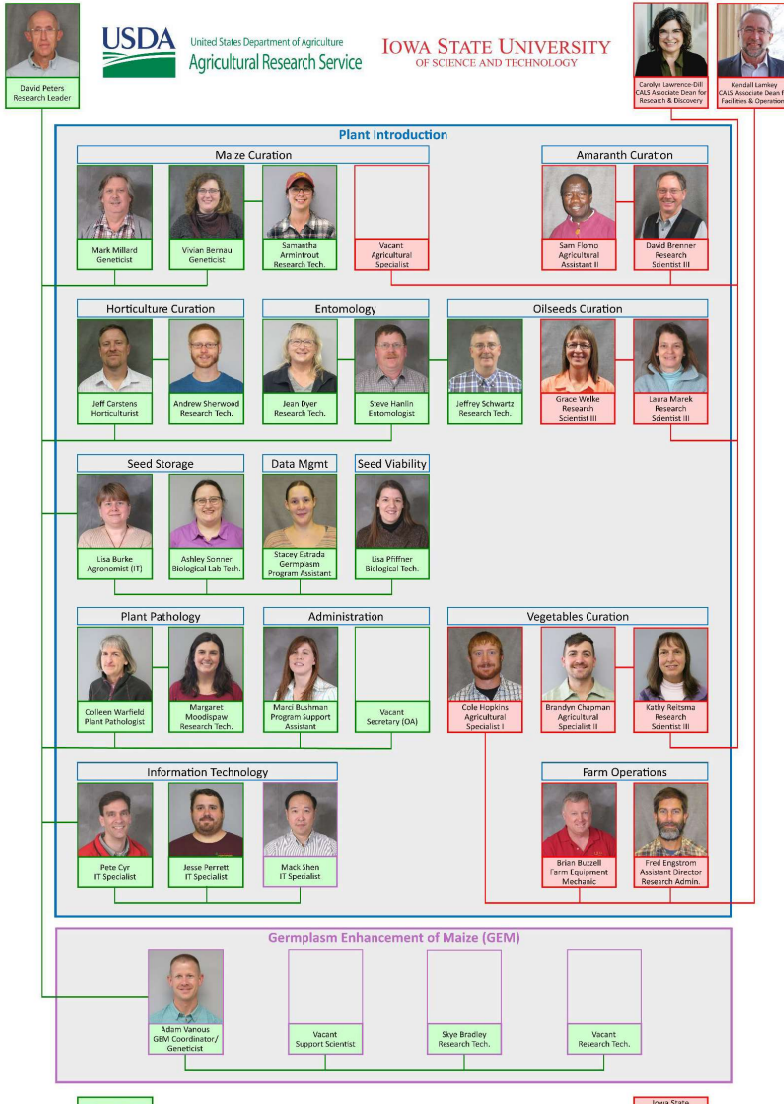 USDA
United States Department of Agriculture
Agricultural Research Service
IOWA STATE UNIVERSITY
OF SCIENCE AND TECHNOLOGY
David Peters
Research Leader
Carolyn Lawrence-Dill
CALS Associate Dean for
Research & Discovery
Kendall Lamkey
CALS Associate Dean f
Facilities & Operation
Plant Introduction
Maize Curation
Amaranth Curation
Mark Millard
Geneticist
Vivian Bernau
Geneticist
Samantha
Armintrout
Research Tech.
Vacant
Agricultural
Specialist
Sam Flomo
Agricultural
Assistant II
David Brenner
Research
Scientist III
Horticulture Curation
Entomology
Oilseeds Curation
Jeff Carstens
Horticulturist
Andrew Sherwood
Research Tech.
Jean Dyer
Research Tech.
Steve Hanlin
Entomologist
Jeffrey Schwartz
Research Tech.
Grace Welke
Research
Scientist III
Laura Marek
Research
Scientist III
Seed Storage
Data Mgmt
Seed Viability
Lisa Burke
Agronomist (IT)
Ashley Sonner
Biological Lab Tech.
Stacey Estrada
Germplasm
Program Assistant
Lisa Pfiffner
Biological Tech.
Plant Pathology
Administration
Vegetables Curation
Colleen Warfield
Plant Pathologist
Margaret
Moodispaw
Research Tech.
Marci Bushman
Program Support
Assistant
Vacant
Secretary (OA)
Cole Hopkins
Agricultural
Specialist I
Brandyn Chapman
Agricultural
Specialist II
Kathy Reitsma
Research
Scientist III
Information Technology
Farm Operations
Pete Cyr
IT Specialist
Jesse Perrett
IT Specialist
Mack Shen
IT Specialist
Brian Buzzell
Farm Equipment
Mechanic
Fred Engstrom
Assistant Director
Research Admin.
Germplasm Enhancement of Maize (GEM)
Adam Vanous
GEM Coordinator/
Geneticist
Vacant
Support Scientist
Skye Bradley
Research Tech.
Vacant
Research Tech.
Iowa State